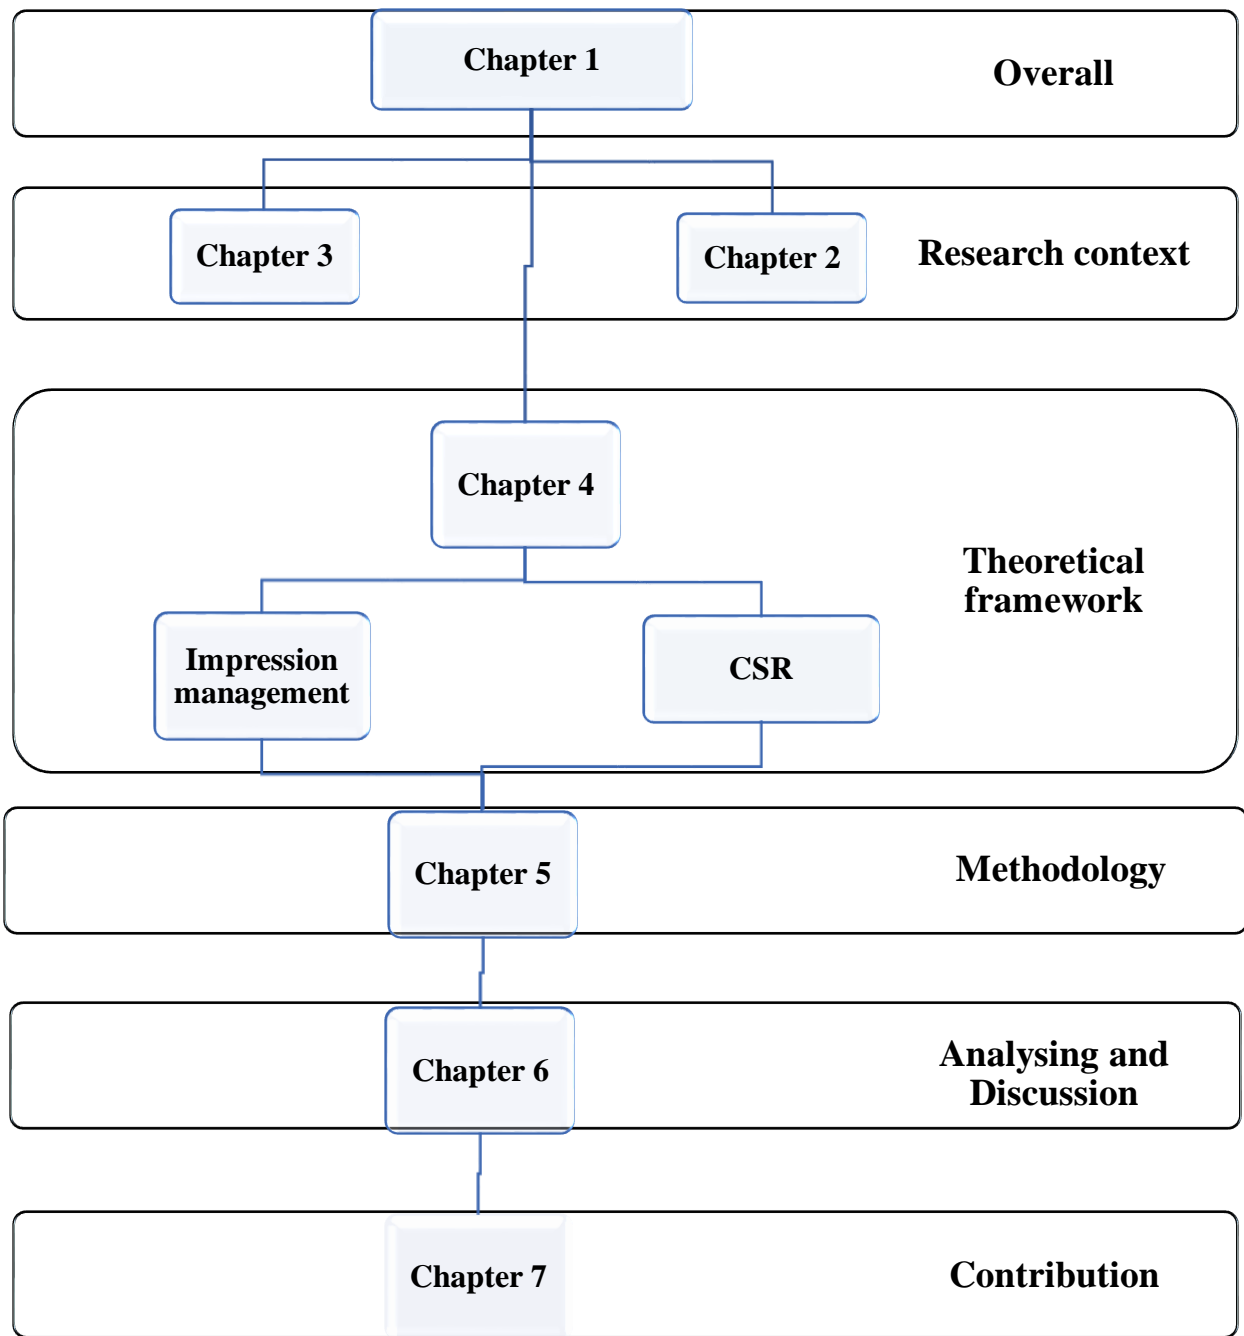 Chapter 1
Overall
Chapter 3
Chapter 2
Research context
Chapter 4
Theoretical
framework
Impression
management
CSR
Chapter 5
Methodology
Chapter 6
Analysing and
Discussion
Chapter 7
Contribution